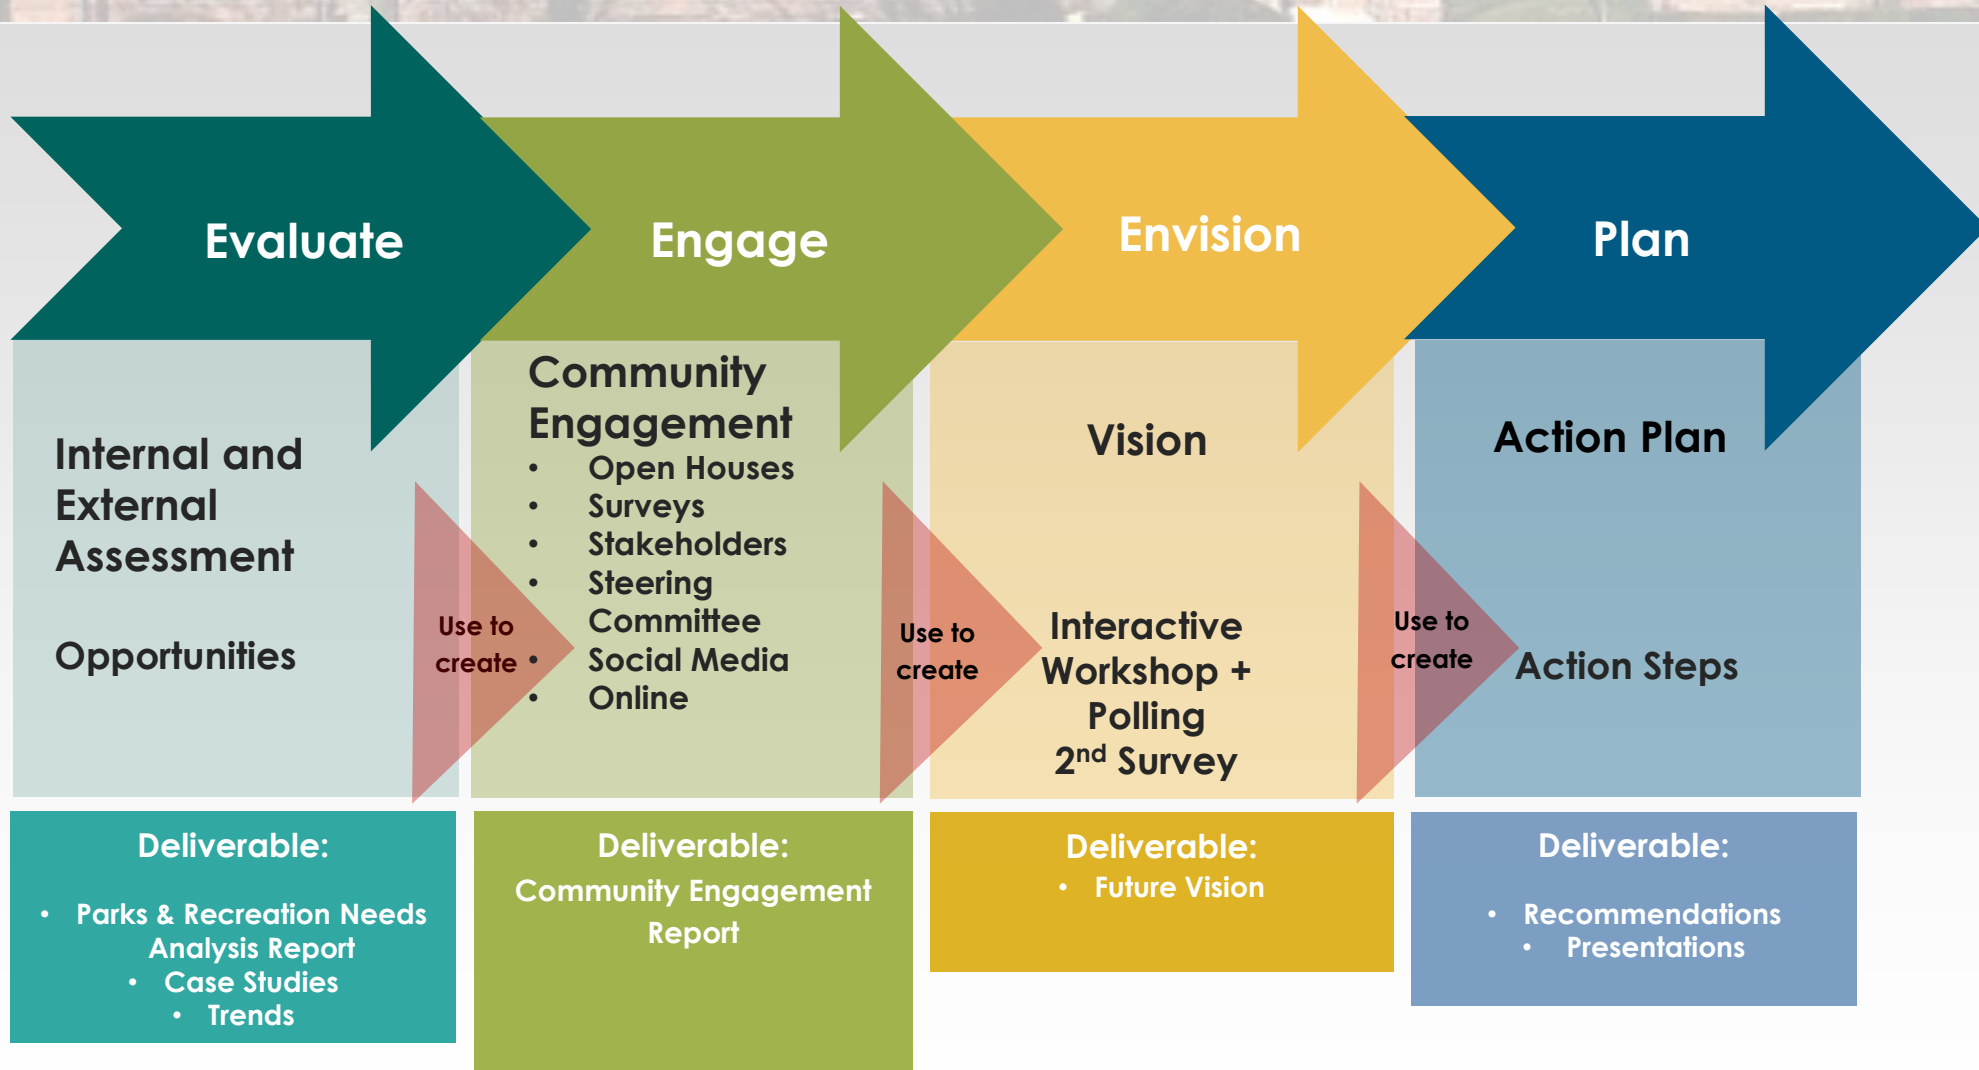 Evaluate
Engage
Envision
Plan
Internal and
External
Assessment
Opportunities
Use to
create
Community
Engagement
• Open Houses
• Surveys
• Stakeholders
• Steering
Committee
• Social Media
• Online
Use to
create
Vision
Interactive
Workshop +
Polling
2nd Survey
Use to
create
Action Plan
Action Steps
Deliverable:
• Parks & Recreation Needs
Analysis Report
• Case Studies
• Trends
Deliverable:
Community Engagement
Report
Deliverable:
• Future Vision
Deliverable:
• Recommendations
• Presentations